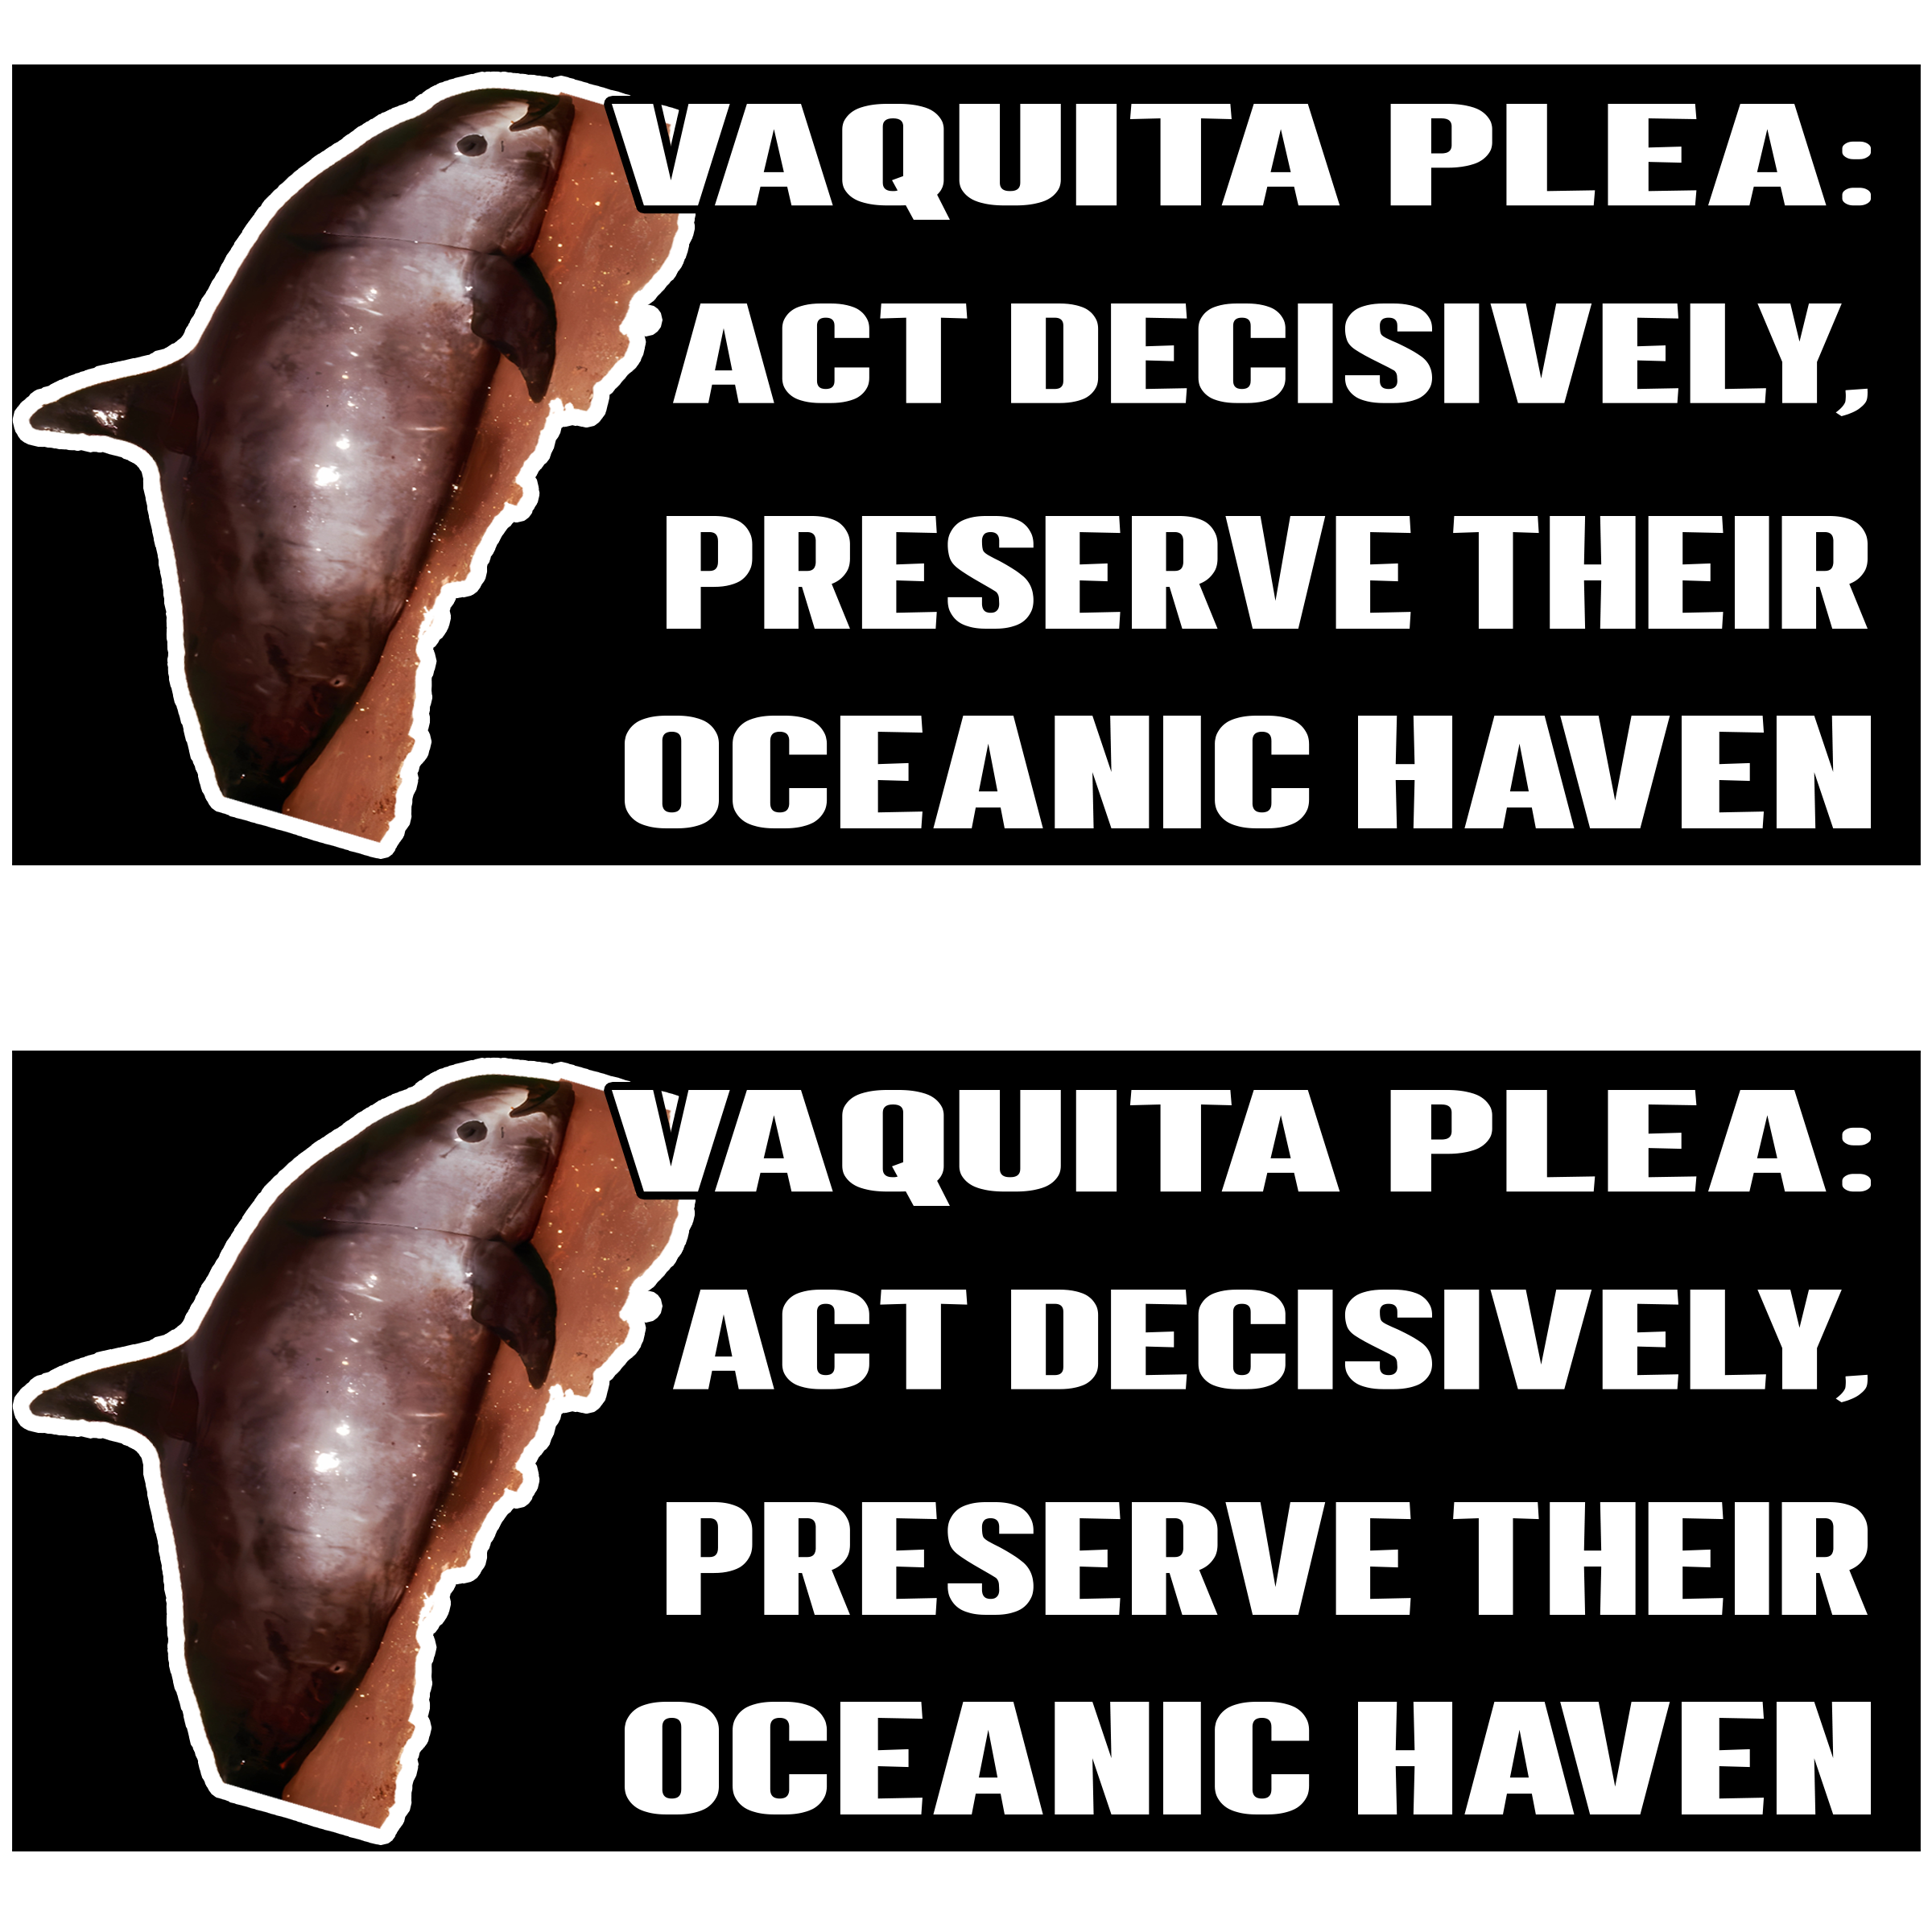 VAQUITA PLEA:
ACT DECISIVELY,
PRESERVE THEIR
OCEANIC HAVEN
VAQUITA PLEA:
ACT DECISIVELY,
PRESERVE THEIR
OCEANIC HAVEN